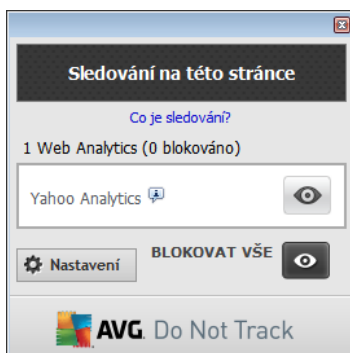 Sledování na této stránce
Co je sledování?
1 Web Analytics (0 blokováno)
Yahoo Analytics
Nastavení
BLOKOVAT VŠE
AVG. Do Not Track